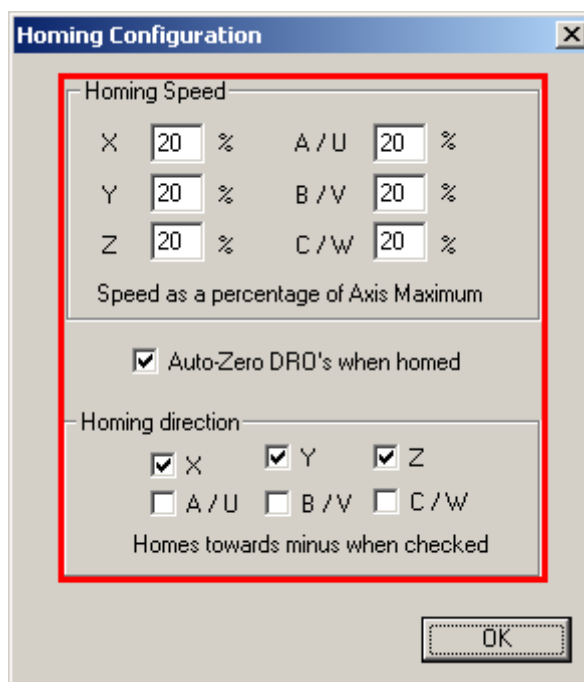 Homing Configuration
Homing Speed
X 20 % A / U 20 %
Y 20 % B / V 20 %
Z 20 % C / W 20 %
Speed as a percentage of Axis Maximum
Auto-Zero DRO's when homed
Homing direction
X Y Z
A / U B / V C / W
Homes towards minus when checked
OK